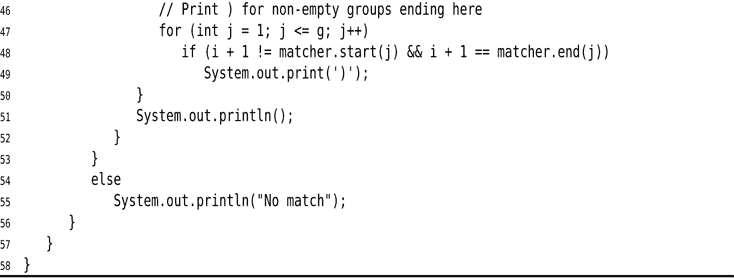 46                // Print ) for non-empty groups ending here
47                for (int j = 1; j <= g; j++)
48                   if (i + 1 != matcher.start(j) && i + 1 == matcher.end(j))
49                      System.out.print(')');
50             }
51             System.out.println();
52          }
53       }
54       else
55          System.out.println("No match");
56    }
57  }
58 }